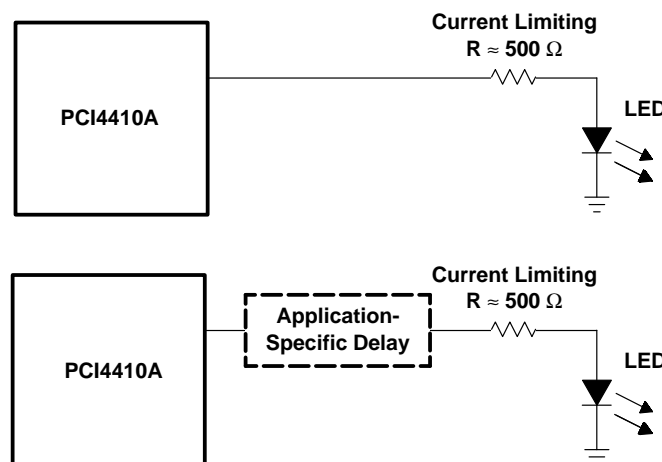 Current Limiting
R ≈ 500 Ω
PCI4410A
LED
Current Limiting
R ≈ 500 Ω
Application-
Specific Delay
PCI4410A
LED